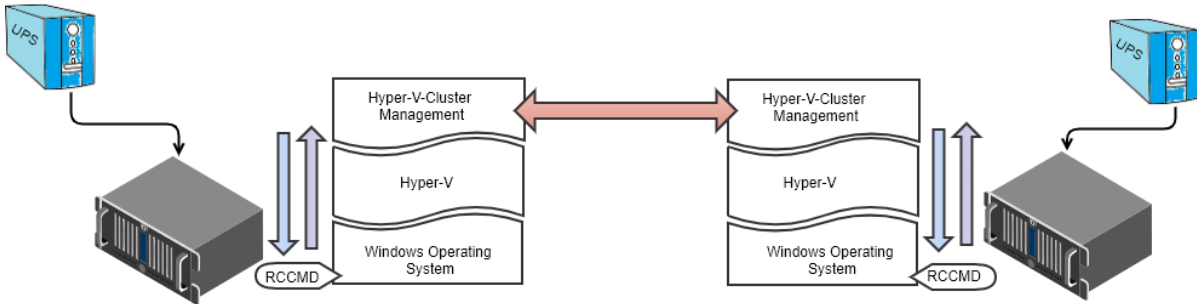 UPS
UPS
Hyper-V-Cluster
Management
Hyper-V-Cluster
Management
Hyper-V
Hyper-V
Windows Operating
System
Windows Operating
System
RCCMD
RCCMD